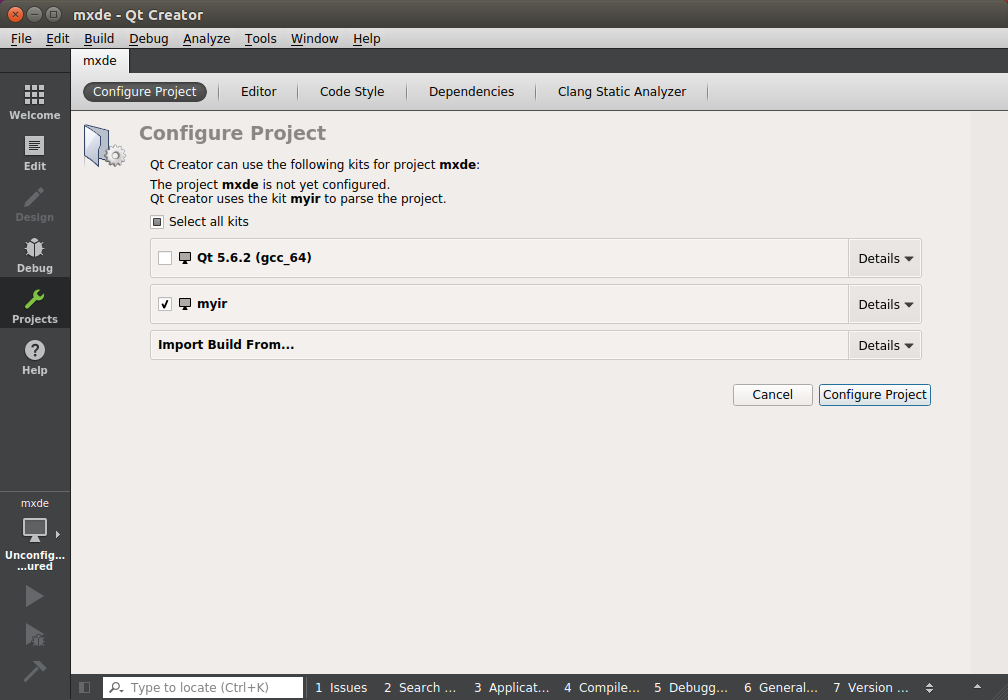 mxde - Qt Creator
File Edit Build Debug Analyze Tools Window Help
mxde
Configure Project Editor Code Style Dependencies Clang Static Analyzer
Welcome
Edit
Design
Debug
Projects
? Help
Configure Project
Qt Creator can use the following kits for project mxde:
The project mxde is not yet configured.
Qt Creator uses the kit myir to parse the project.
Select all kits
Qt 5.6.2 (gcc_64) Details
myir Details
Import Build From... Details
Cancel Configure Project
mxde
Unconfig...
...ured
Type to locate (Ctrl+K) 1 Issues 2 Search ... 3 Applicat... 4 Compile... 5 Debugg... 6 General... 7 Version ...